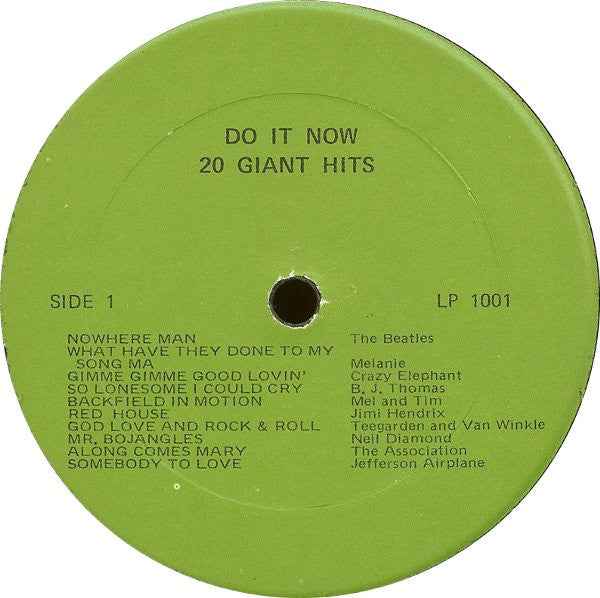 DO IT NOW
20 GIANT HITS
SIDE 1 LP 1001
NOWHERE MAN The Beatles
WHAT HAVE THEY DONE TO MY
SONG MA Melanie
GIMME GIMME GOOD LOVIN' Crazy Elephant
SO LONESOME I COULD CRY B. J. Thomas
BACKFIELD IN MOTION Mel and Tim
RED HOUSE Jimi Hendrix
GOD LOVE AND ROCK & ROLL Teegarden and Van Winkle
MR. BOJANGLES Neil Diamond
ALONG COMES MARY The Association
SOMEBODY TO LOVE Jefferson Airplane